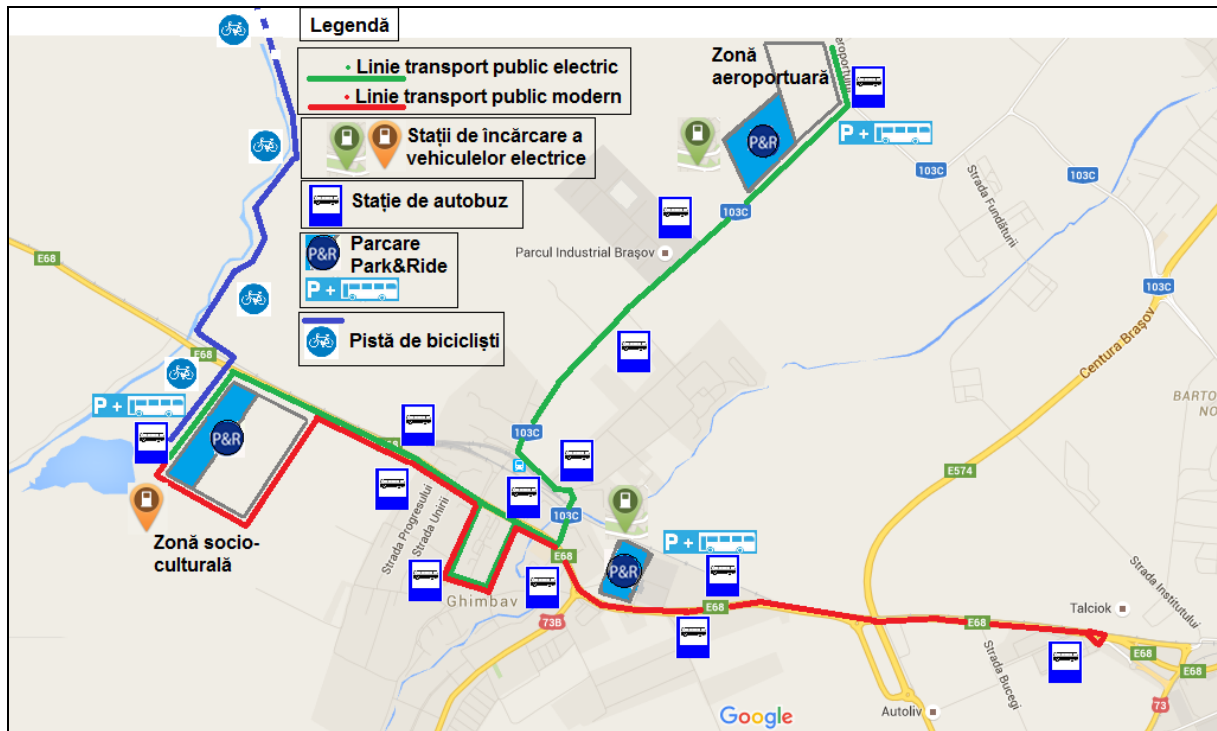 Legendă
Linie transport public electric
Linie transport public modern
Stații de încărcare a
vehiculelor electrice
Stație de autobuz
P&R
Parcare
Park&Ride
P +
Pistă de bicicliști
Zonă
aeroportuară
P&R
P +
103C
103C
103C
103C
Strada Fundăturii
Parcul Industrial Brașov
E68
E68
Centura Brașov
P +
P&R
103C
E574
103C
E68
Strada Progresului
Strada Unirii
Zonă socio-
culturală
P +
P&R
E68
Ghimbav
73B
E68
E68
Talciok
Strada Institutului
E68
E68
Strada Bucegi
73
Autoliv
Google